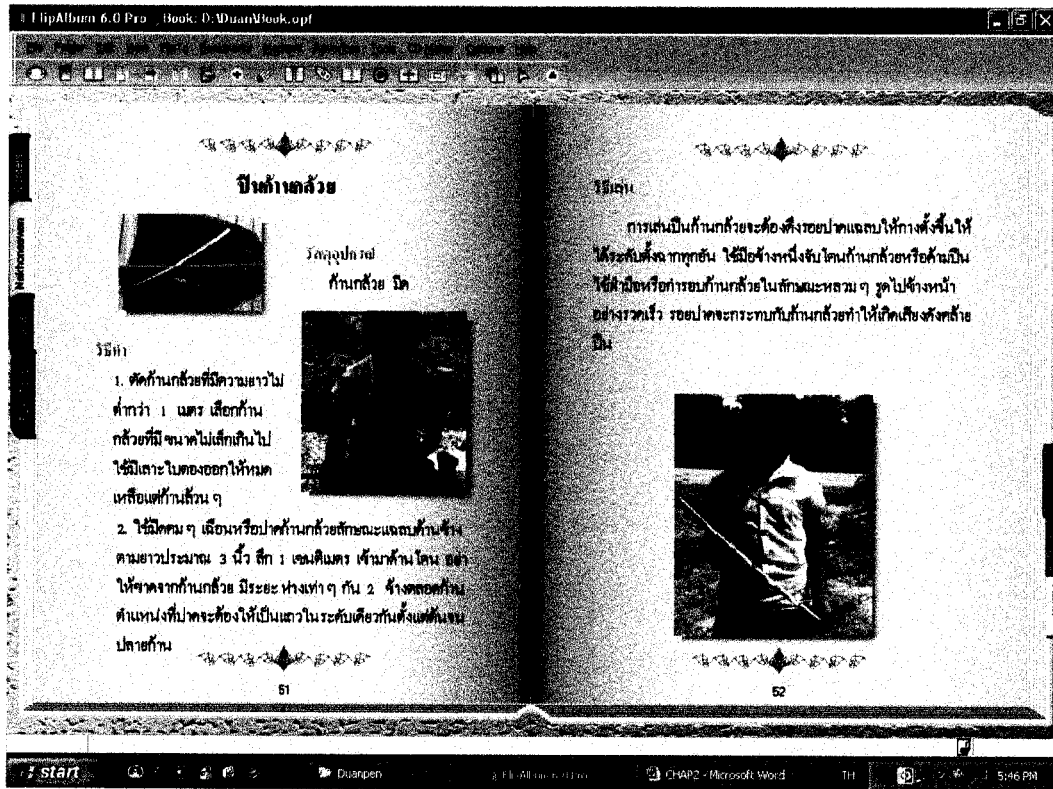 FlipAlbum 6.0 Pro Book: D:\Duan\Book.opf
ปืนก้านกล้วย
วัสดุอุปกรณ์
ก้านกล้วย มีด
วิธีทำ
1. ตัดก้านกล้วยที่มีความยาวไม่
ต่ำกว่า 1 เมตร เลือกก้าน
กล้วยที่มีขนาดไม่เล็กเกินไป
ใช้มีเลาะใบตองออกให้หมด
เหลือแต่ก้านล้วน ๆ
2. ใช้มีดคม ๆ เฉือนหรือปาดก้านกล้วยลักษณะแฉลบด้านข้าง
ตามยาวประมาณ 3 นิ้ว ลึก 1 เซนติเมตร เข้ามาด้านโคน อย่า
ให้ขาดจากก้านกล้วย มีระยะห่างเท่า ๆ กัน 2 ข้างตลอดก้าน
ตำแหน่งที่ปาดจะต้องให้เป็นแถวในระดับเดียวกันตั้งแต่ต้นจน
ปลายก้าน
51
วิธีเล่น
การเล่นปืนก้านกล้วยจะต้องดึงรอยปาดแฉลบให้กางตั้งขึ้นให้
ได้ระดับตั้งฉากทุกอัน ใช้มือข้างหนึ่งจับโคนก้านกล้วยหรือด้ามปืน
ใช้ฝ่ามือหรือกำรอบก้านกล้วยในลักษณะหลวม ๆ รูดไปข้างหน้า
อย่างรวดเร็ว รอยปาดจะกระทบกับก้านกล้วยทำให้เกิดเสียงดังคล้าย
ปืน
52
start
Duanpen
CHAP2 - Microsoft Word
TH
5:46 PM